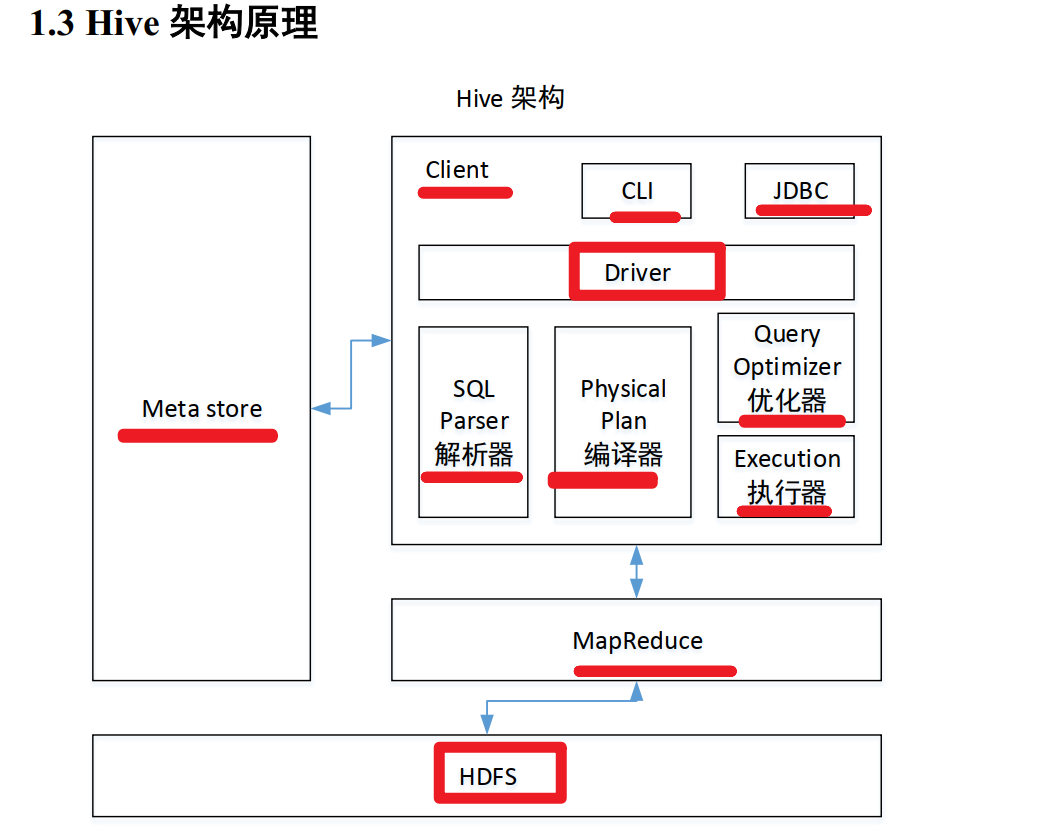 1.3 Hive 架构原理
Hive 架构
Client
CLI
JDBC
Driver
Meta store
SQL
Parser
解析器
Physical
Plan
编译器
Query
Optimizer
优化器
Execution
执行器
MapReduce
HDFS